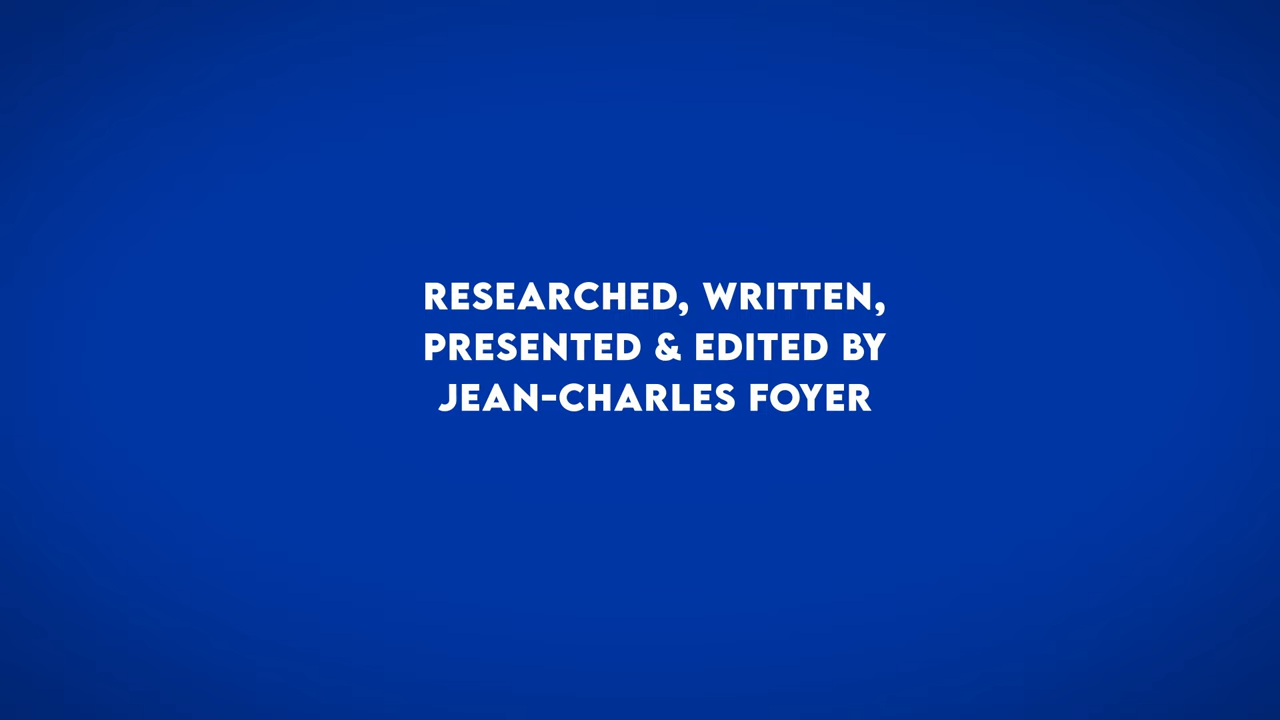 RESEARCHED, WRITTEN,
PRESENTED & EDITED BY
JEAN-CHARLES FOYER